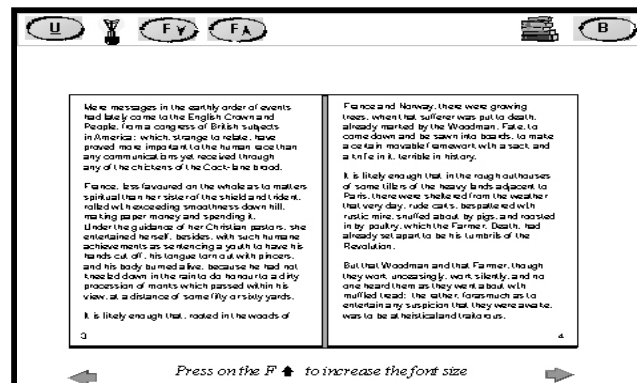 U
F
F
B
Mere messages in the earthly order of events
had lately come to the English Crown and
People, from a congress of British subjects
in America: which, strange to relate, have
proved more important to the human race than
any communications yet received through
any of the chickens of the Cock-lane brood.
France, less favoured on the whole as to matters
spiritual than her sister of the shield and trident,
rolled with exceeding smoothness down hill,
making paper money and spending it.
Under the guidance of her Christian pastors, she
entertained herself, besides, with such humane
achievements as sentencing a youth to have his
hands cut off, his tongue torn out with pincers,
and his body burned alive, because he had not
kneeled down in the rain to do honour to a dirty
procession of monks which passed within his
view, at a distance of some fifty or sixty yards.
It is likely enough that, rooted in the woods of
3
France and Norway, there were growing
trees, when that sufferer was put to death,
already marked by the Woodman, Fate, to
come down and be sawn into boards, to make
a certain movable framework with a sack and
a knife in it, terrible in history.
It is likely enough that in the rough outhouses
of some tillers of the heavy lands adjacent to
Paris, there were sheltered from the weather
that very day, rude carts, bespattered with
rustic mire, snuffed about by pigs, and roosted
in by poultry, which the Farmer, Death, had
already set apart to be his tumbrils of the
Revolution.
But that Woodman and that Farmer, though
they work unceasingly, work silently, and no
one heard them as they went about with
muffled tread: the rather, forasmuch as to
entertain any suspicion that they were awake,
was to be atheistical and traitorous.
4
Press on the F ↑ to increase the font size